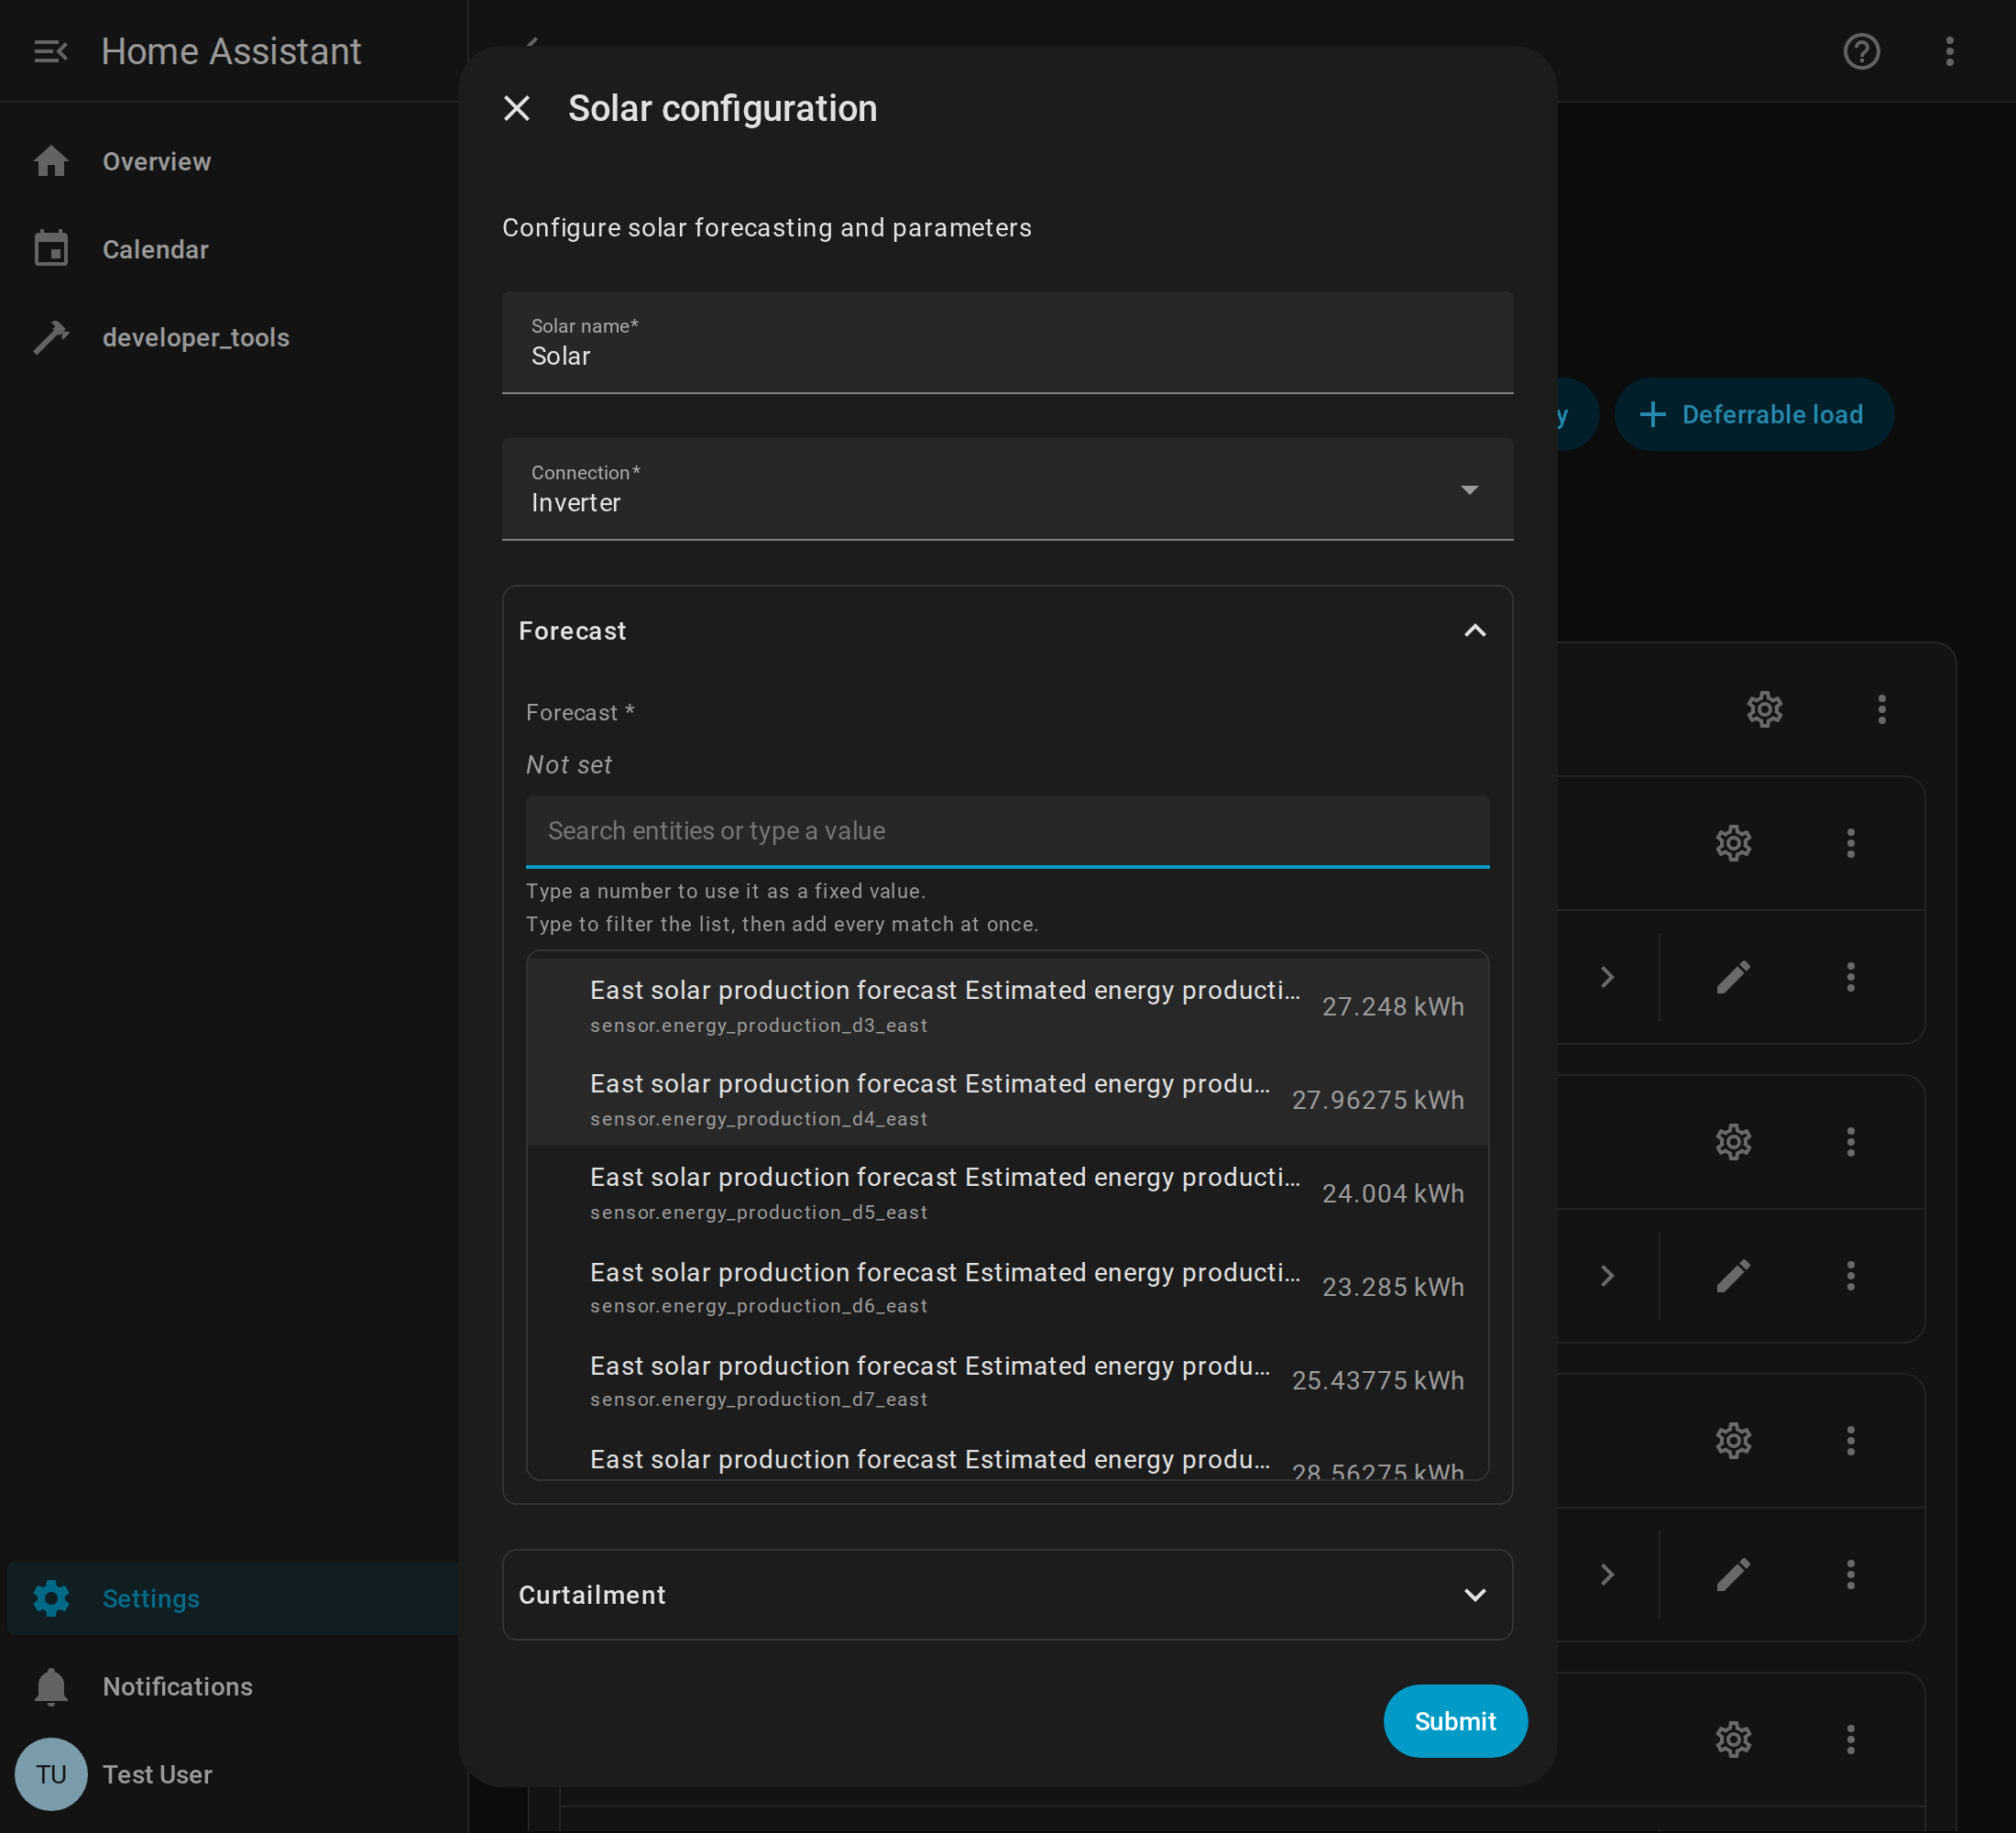 Home Assistant
Overview
Calendar
developer_tools
Settings
Notifications
TU
Test User
Solar configuration
Configure solar forecasting and parameters
Solar name*
Solar
Connection*
Inverter
Forecast
Forecast *
Not set
Search entities or type a value
Type a number to use it as a fixed value.
Type to filter the list, then add every match at once.
East solar production forecast Estimated energy producti…
27.248 kWh
sensor.energy_production_d3_east
East solar production forecast Estimated energy produ…
27.96275 kWh
sensor.energy_production_d4_east
East solar production forecast Estimated energy producti…
24.004 kWh
sensor.energy_production_d5_east
East solar production forecast Estimated energy producti…
23.285 kWh
sensor.energy_production_d6_east
East solar production forecast Estimated energy produ…
25.43775 kWh
sensor.energy_production_d7_east
East solar production forecast Estimated energy produ…
28.56275 kWh
Curtailment
Submit
y
Deferrable load